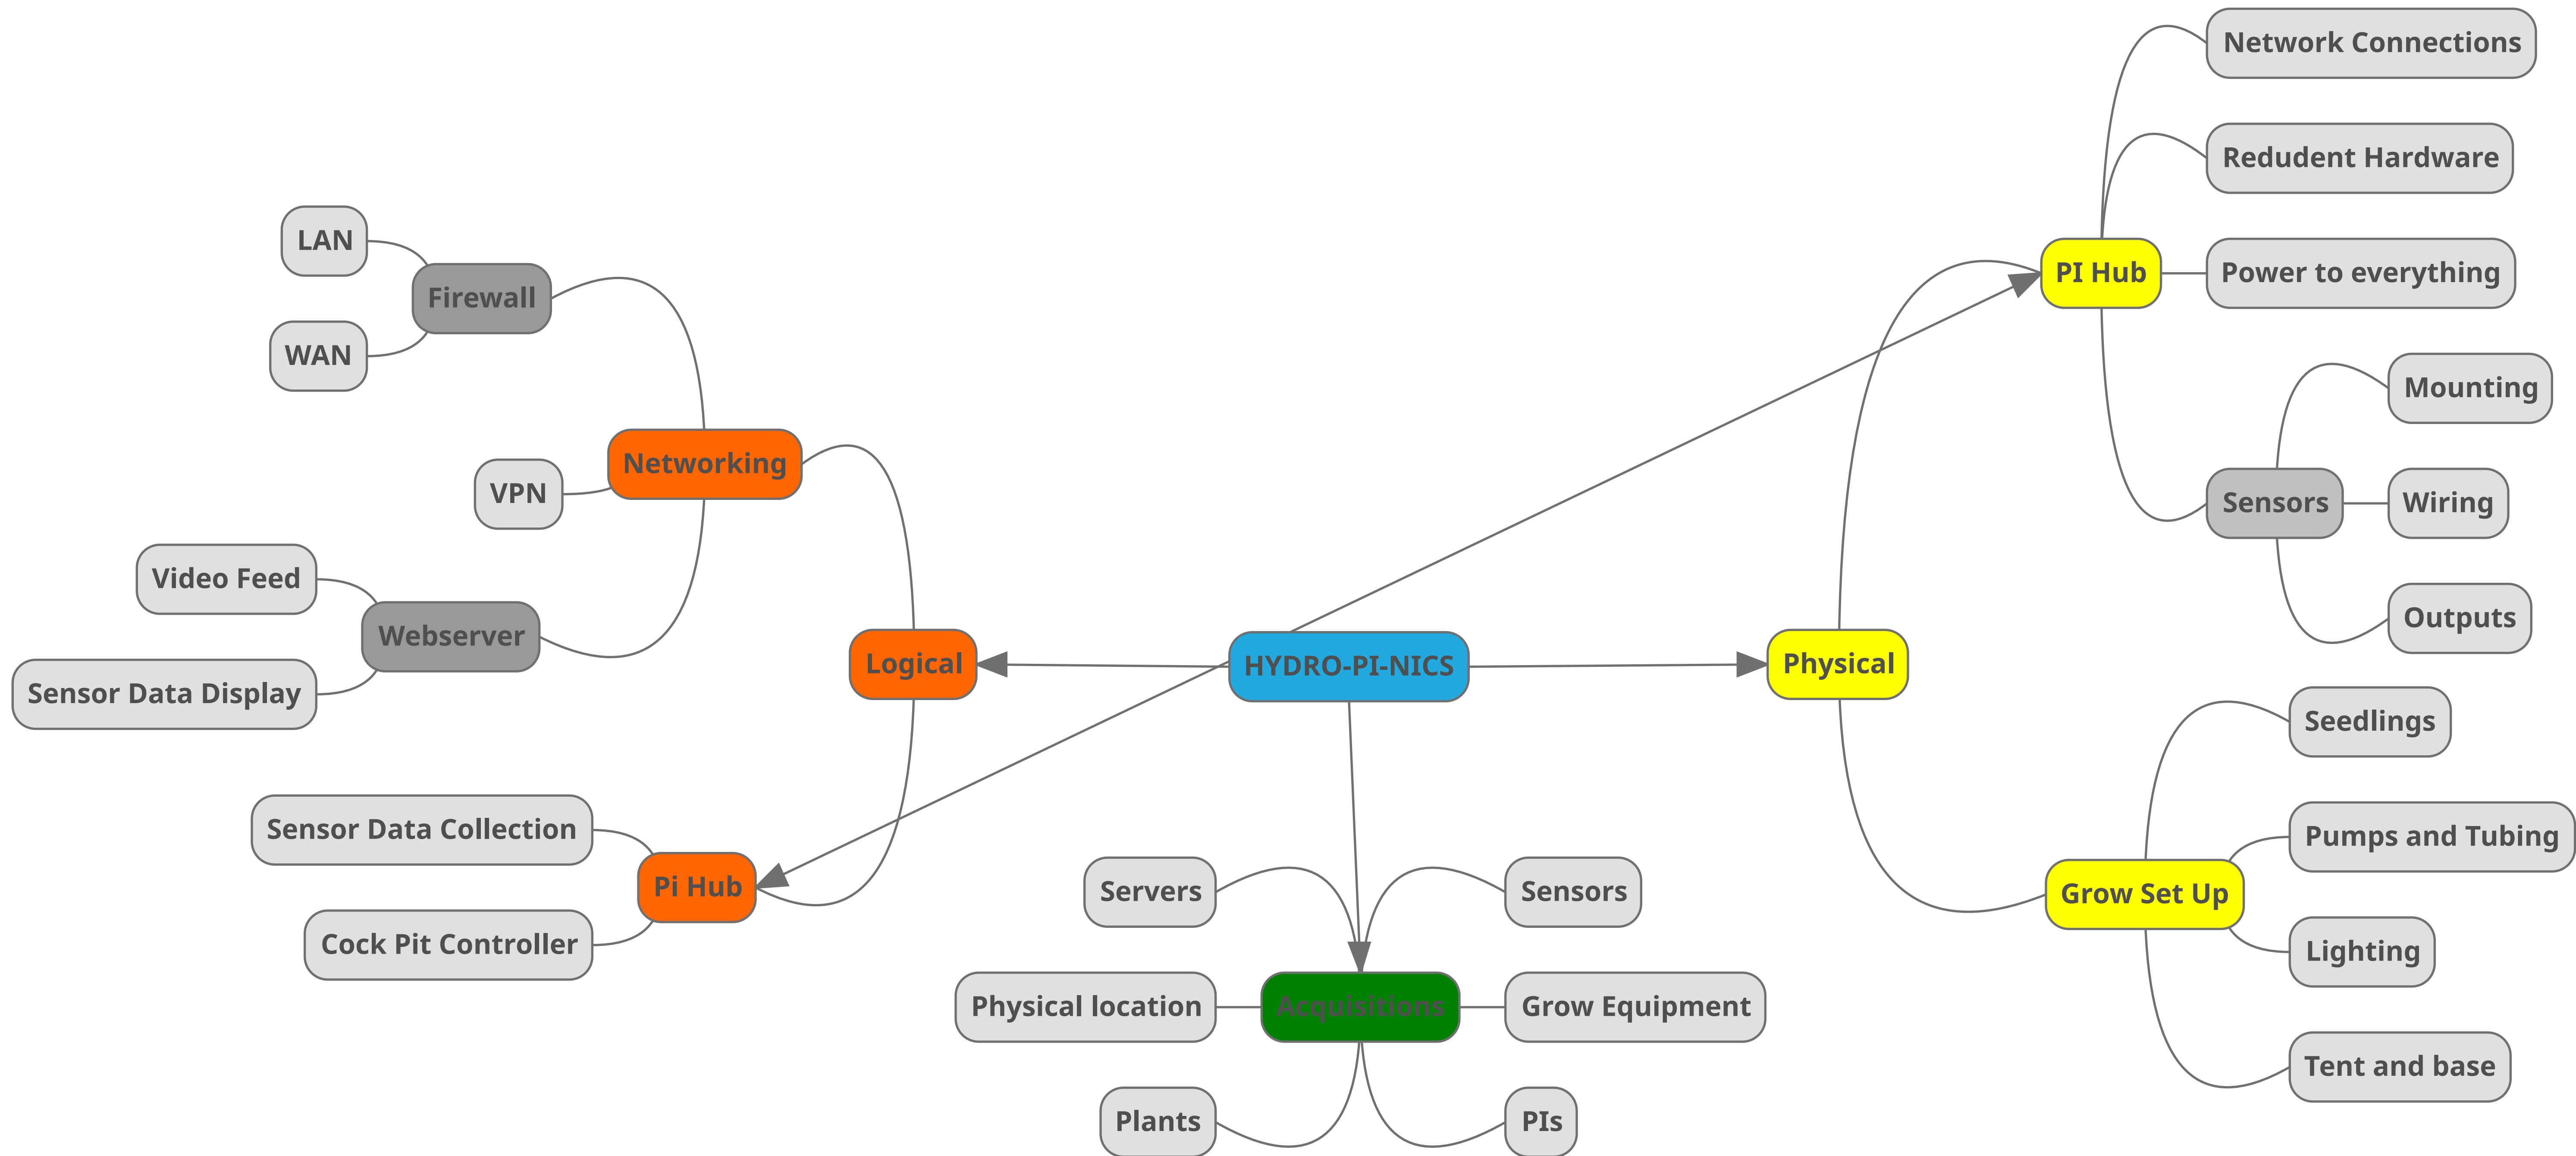 Network Connections
Redudent Hardware
LAN
PI Hub
Power to everything
Firewall
WAN
Mounting
Networking
VPN
Sensors
Wiring
Video Feed
Outputs
Webserver
Logical
HYDRO-PI-NICS
Physical
Sensor Data Display
Seedlings
Sensor Data Collection
Pumps and Tubing
Pi Hub
Servers
Sensors
Grow Set Up
Cock Pit Controller
Lighting
Physical location
Acquisitions
Grow Equipment
Tent and base
Plants
PIs